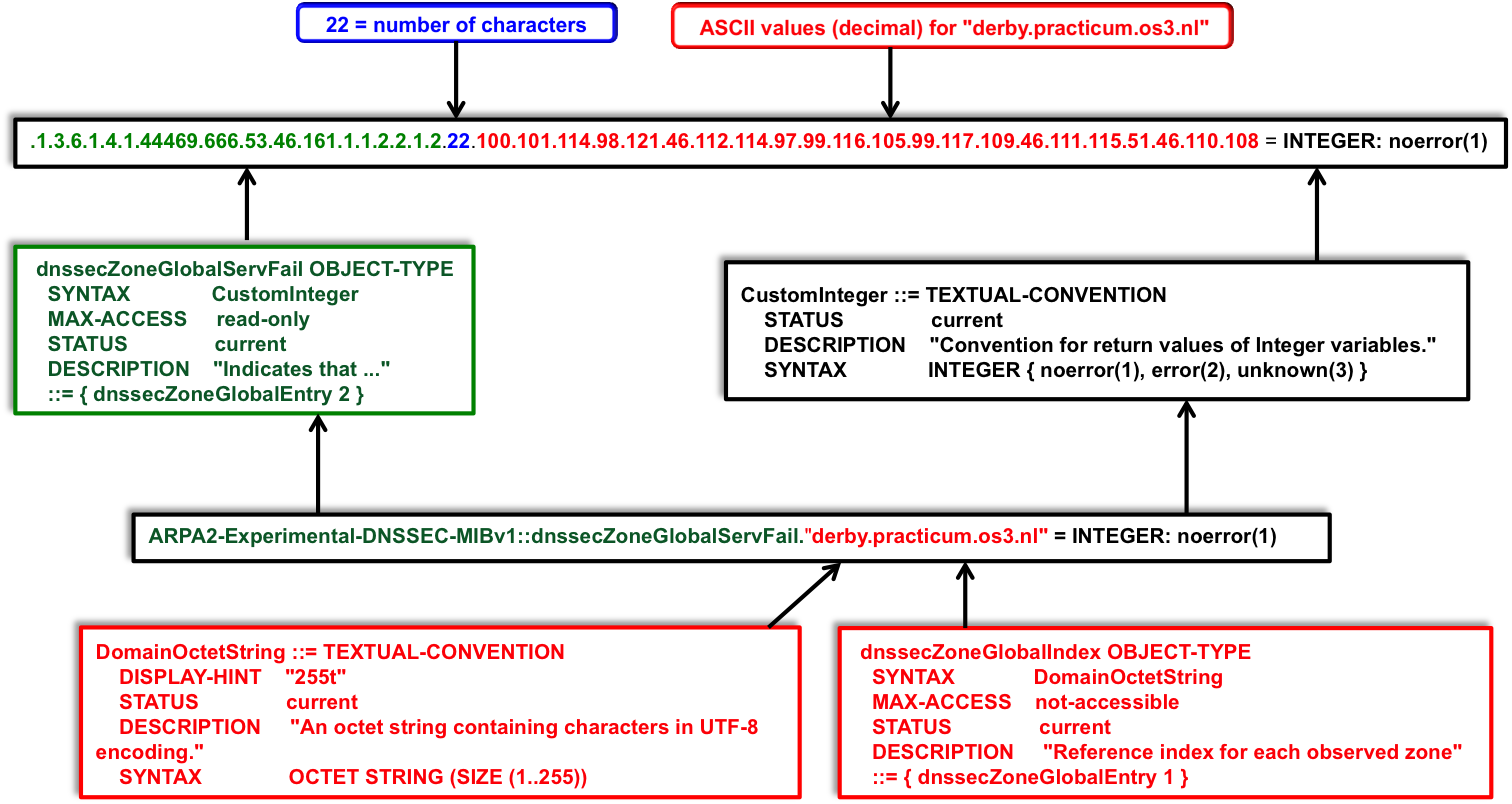 22 = number of characters
ASCII values (decimal) for "derby.practicum.os3.nl"
.1.3.6.1.4.1.44469.666.53.46.161.1.1.2.2.1.2.22.100.101.114.98.121.46.112.114.97.99.116.105.99.117.109.46.111.115.51.46.110.108 = INTEGER: noerror(1)
dnssecZoneGlobalServFail OBJECT-TYPE
SYNTAX CustomInteger
MAX-ACCESS read-only
STATUS current
DESCRIPTION "Indicates that ..."
::= { dnssecZoneGlobalEntry 2 }
CustomInteger ::= TEXTUAL-CONVENTION
STATUS current
DESCRIPTION "Convention for return values of Integer variables."
SYNTAX INTEGER { noerror(1), error(2), unknown(3) }
ARPA2-Experimental-DNSSEC-MIBv1::dnssecZoneGlobalServFail."derby.practicum.os3.nl" = INTEGER: noerror(1)
DomainOctetString ::= TEXTUAL-CONVENTION
DISPLAY-HINT "255t"
STATUS current
DESCRIPTION "An octet string containing characters in UTF-8
encoding."
SYNTAX OCTET STRING (SIZE (1..255))
dnssecZoneGlobalIndex OBJECT-TYPE
SYNTAX DomainOctetString
MAX-ACCESS not-accessible
STATUS current
DESCRIPTION "Reference index for each observed zone"
::= { dnssecZoneGlobalEntry 1 }